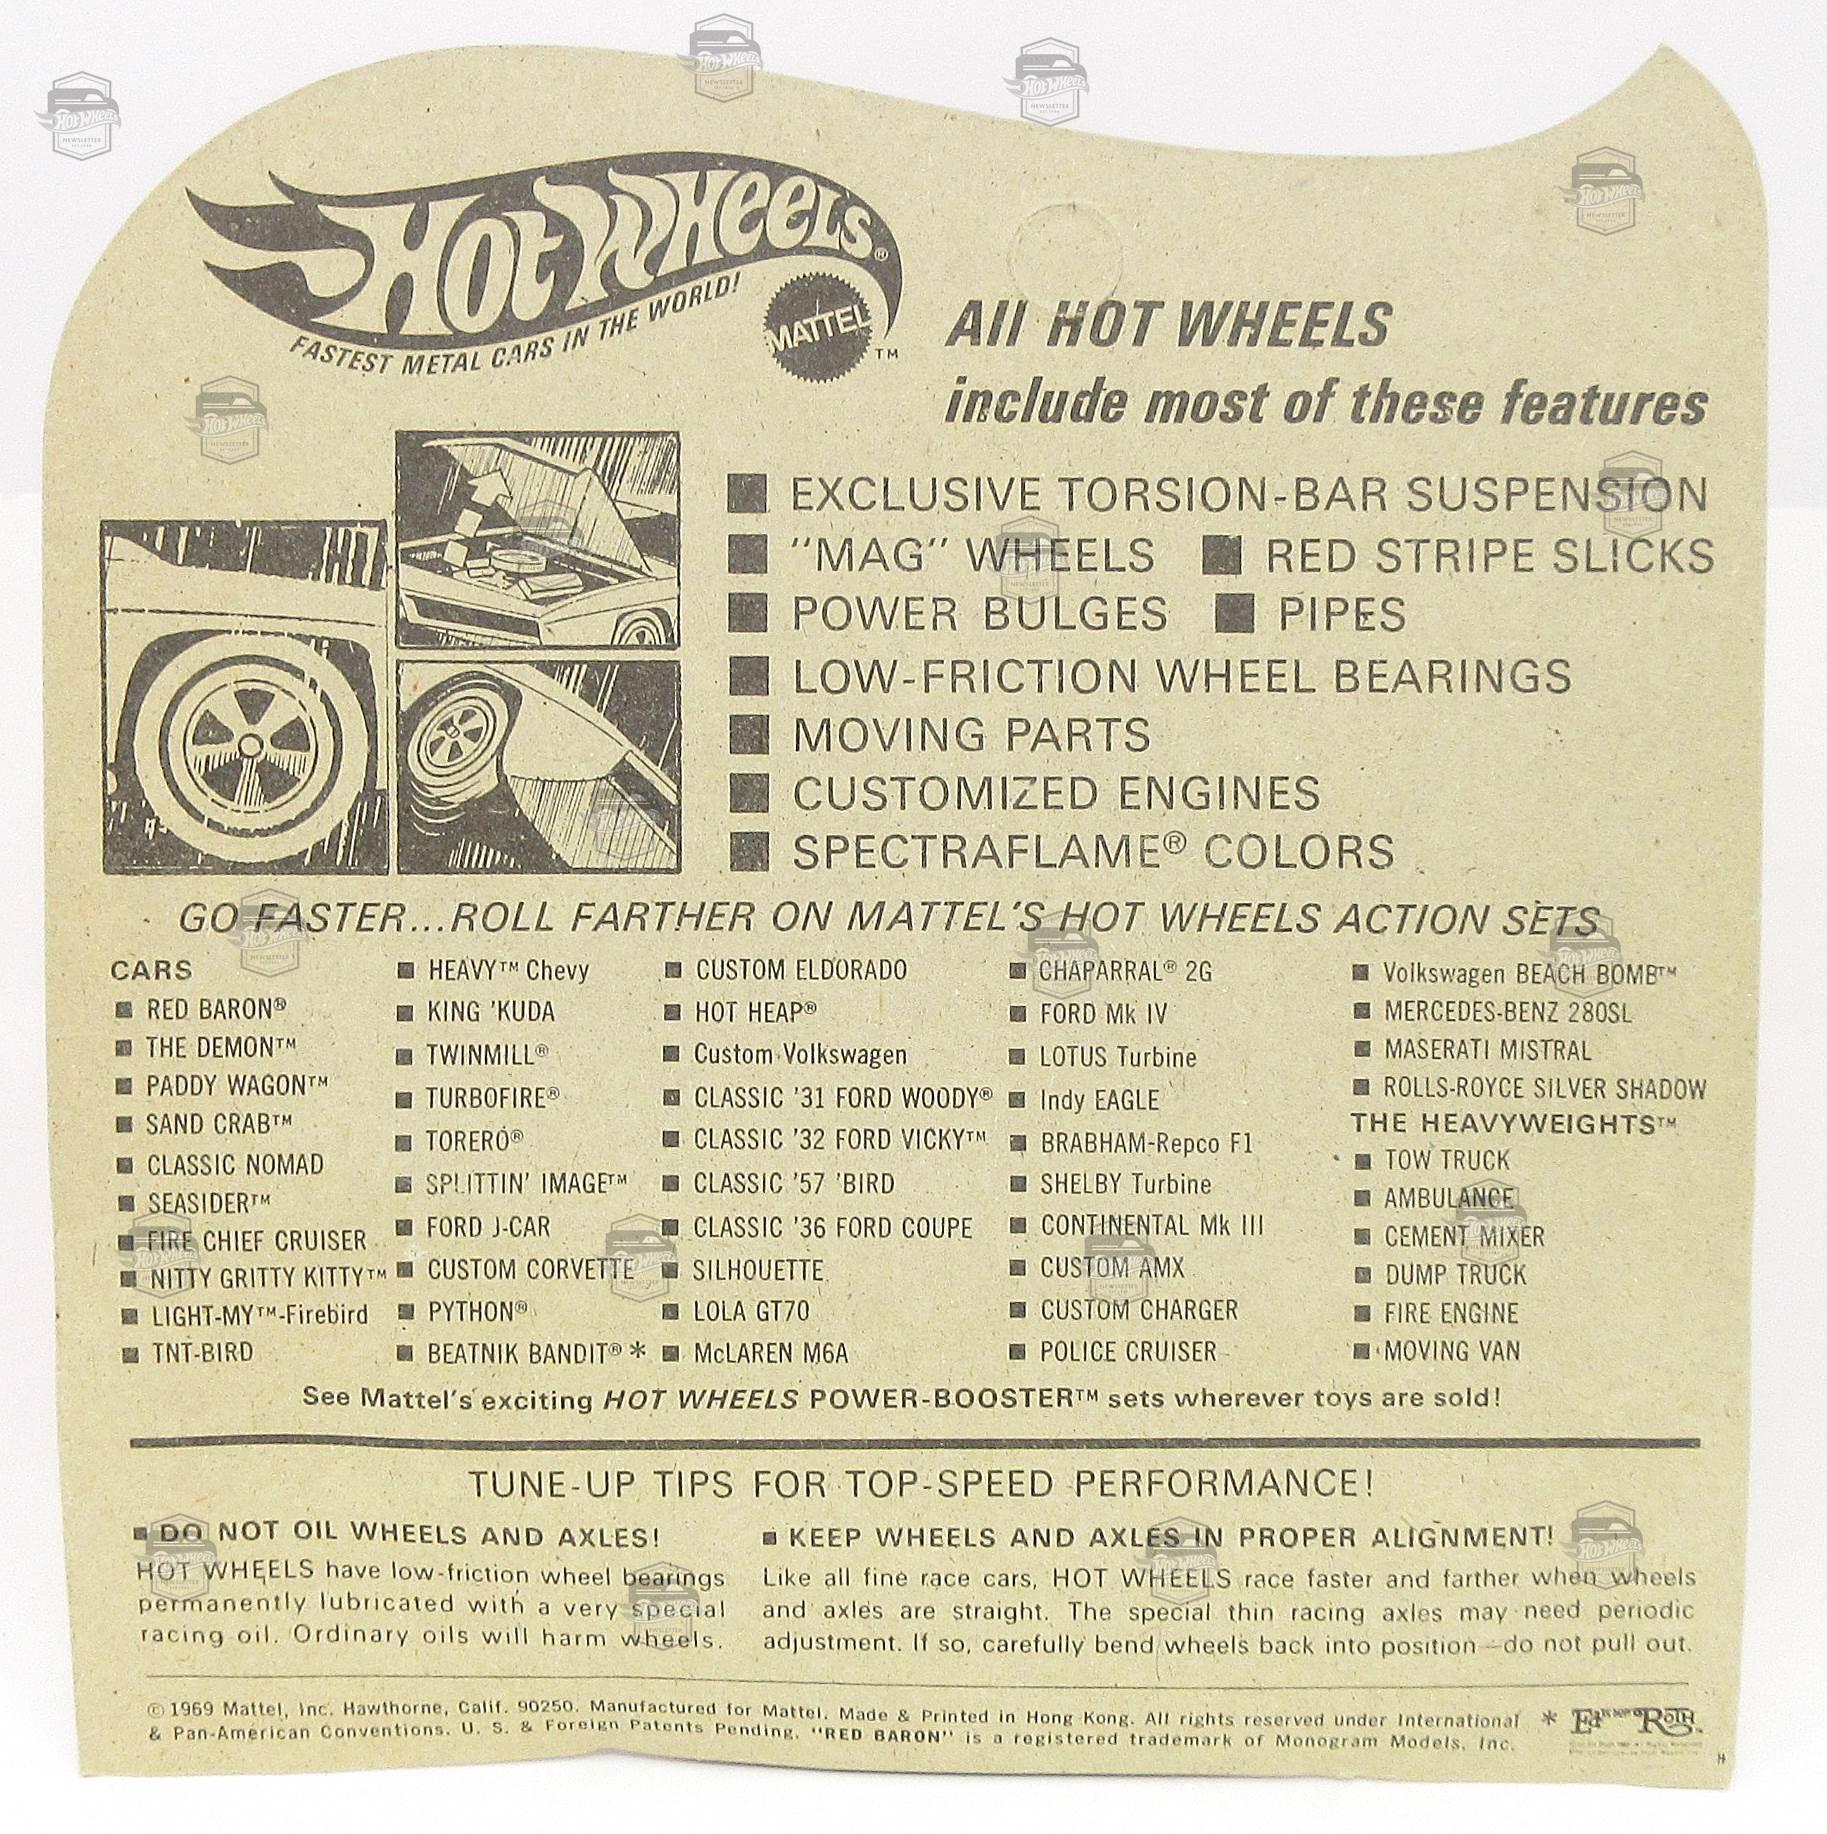 HOT WHEELS®
FASTEST METAL CARS IN THE WORLD!
MATTEL™
All HOT WHEELS
include most of these features
■ EXCLUSIVE TORSION-BAR SUSPENSION
■ "MAG" WHEELS ■ RED STRIPE SLICKS
■ POWER BULGES ■ PIPES
■ LOW-FRICTION WHEEL BEARINGS
■ MOVING PARTS
■ CUSTOMIZED ENGINES
■ SPECTRAFLAME® COLORS
GO FASTER...ROLL FARTHER ON MATTEL'S HOT WHEELS ACTION SETS
CARS
■ RED BARON®
■ THE DEMON™
■ PADDY WAGON™
■ SAND CRAB™
■ CLASSIC NOMAD
■ SEASIDER™
■ FIRE CHIEF CRUISER
■ NITTY GRITTY KITTY™
■ LIGHT-MY™-Firebird
■ TNT-BIRD
■ HEAVY™ Chevy
■ KING 'KUDA
■ TWINMILL®
■ TURBOFIRE®
■ TORERO®
■ SPLITTIN' IMAGE™
■ FORD J-CAR
■ CUSTOM CORVETTE
■ PYTHON®
■ BEATNIK BANDIT® *
■ CUSTOM ELDORADO
■ HOT HEAP®
■ Custom Volkswagen
■ CLASSIC '31 FORD WOODY®
■ CLASSIC '32 FORD VICKY™
■ CLASSIC '57 'BIRD
■ CLASSIC '36 FORD COUPE
■ SILHOUETTE
■ LOLA GT70
■ McLAREN M6A
■ CHAPARRAL® 2G
■ FORD Mk IV
■ LOTUS Turbine
■ Indy EAGLE
■ BRABHAM-Repco F1
■ SHELBY Turbine
■ CONTINENTAL Mk III
■ CUSTOM AMX
■ CUSTOM CHARGER
■ POLICE CRUISER
■ Volkswagen BEACH BOMB™
■ MERCEDES-BENZ 280SL
■ MASERATI MISTRAL
■ ROLLS-ROYCE SILVER SHADOW
THE HEAVYWEIGHTS™
■ TOW TRUCK
■ AMBULANCE
■ CEMENT MIXER
■ DUMP TRUCK
■ FIRE ENGINE
■ MOVING VAN
See Mattel's exciting HOT WHEELS POWER-BOOSTER™ sets wherever toys are sold!
TUNE-UP TIPS FOR TOP-SPEED PERFORMANCE!
■ DO NOT OIL WHEELS AND AXLES!
HOT WHEELS have low-friction wheel bearings
permanently lubricated with a very special
racing oil. Ordinary oils will harm wheels.
■ KEEP WHEELS AND AXLES IN PROPER ALIGNMENT!
Like all fine race cars, HOT WHEELS race faster and farther when wheels
and axles are straight. The special thin racing axles may need periodic
adjustment. If so, carefully bend wheels back into position—do not pull out.
© 1969 Mattel, Inc. Hawthorne, Calif. 90250. Manufactured for Mattel. Made & Printed in Hong Kong. All rights reserved under International
& Pan-American Conventions. U. S. & Foreign Patents Pending. "RED BARON" is a registered trademark of Monogram Models, Inc.
* Ed Roth
HOT WHEELS NEWSLETTER